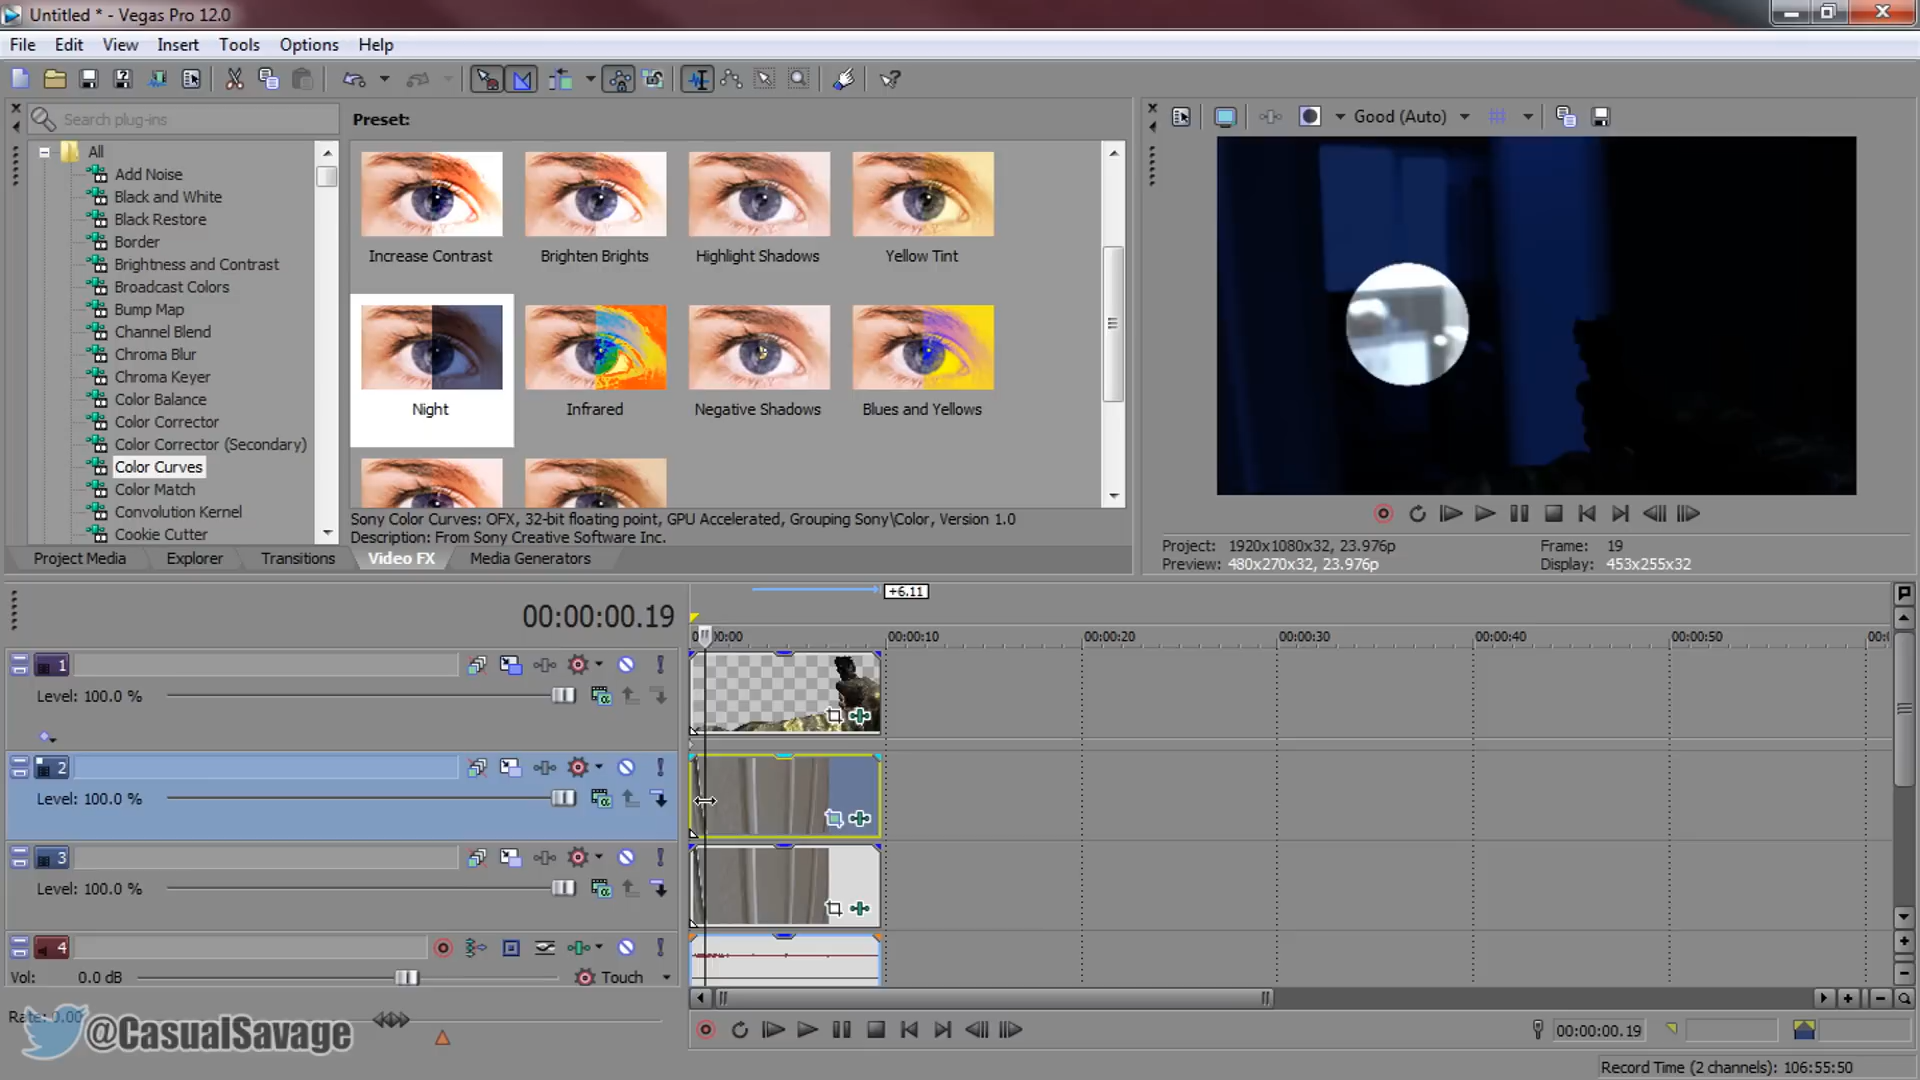 Untitled * - Vegas Pro 12.0
File Edit View Insert Tools Options Help
Search plug-ins
Preset:
Good (Auto)
All
Add Noise
Black and White
Black Restore
Border
Brightness and Contrast
Broadcast Colors
Bump Map
Channel Blend
Chroma Blur
Chroma Keyer
Color Balance
Color Corrector
Color Corrector (Secondary)
Color Curves
Color Match
Convolution Kernel
Cookie Cutter
Increase Contrast Brighten Brights Highlight Shadows Yellow Tint
Night Infrared Negative Shadows Blues and Yellows
Sony Color Curves: OFX, 32-bit floating point, GPU Accelerated, Grouping Sony\Color, Version 1.0
Description: From Sony Creative Software Inc.
Project Media Explorer Transitions Video FX Media Generators
Project: 1920x1080x32, 23.976p Frame: 19
Preview: 480x270x32, 23.976p Display: 453x255x32
+6.11
00:00:00.19
00:00:10 00:00:20 00:00:30 00:00:40 00:00:50
1
Level: 100.0 %
2
Level: 100.0 %
3
Level: 100.0 %
4
Vol: 0.0 dB Touch
Rate: 0.00
@CasualSavage
00:00:00.19
Record Time (2 channels): 106:55:50